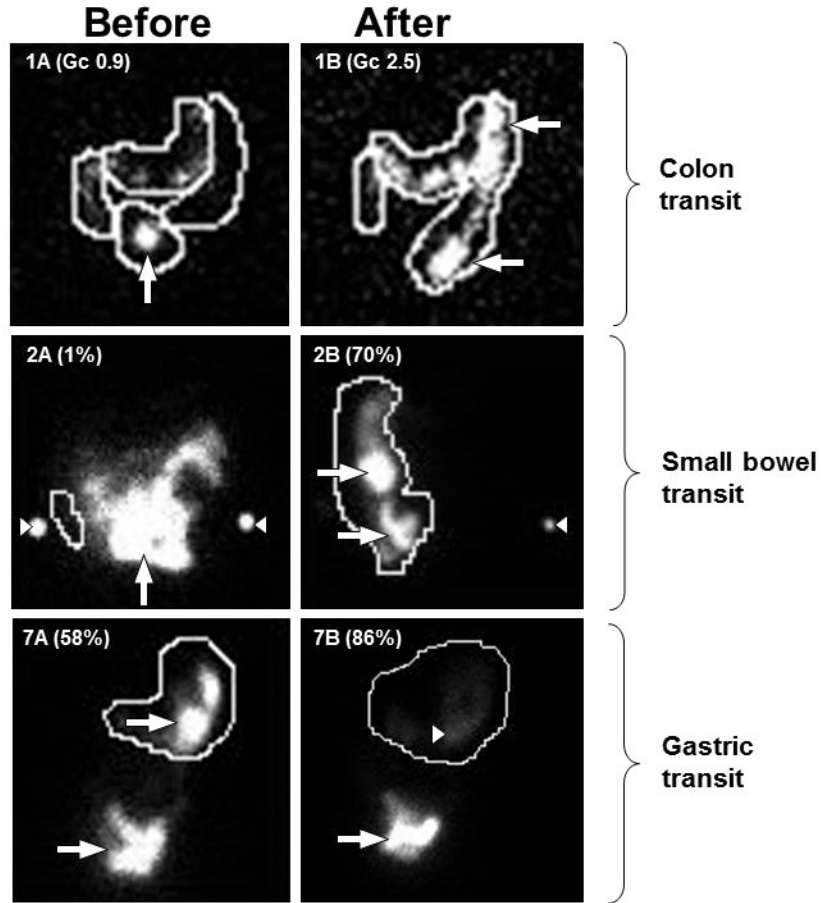 Before
After
1A (Gc 0.9)
1B (Gc 2.5)
Colon
transit
2A (1%)
2B (70%)
Small bowel
transit
7A (58%)
7B (86%)
Gastric
transit